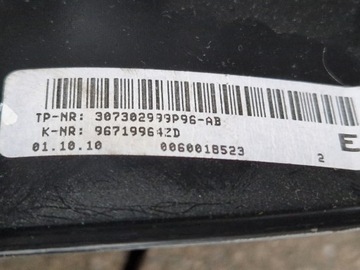 TP-NR: 307302999P96-AB
K-NR: 96719964ZD
01.10.10 0060018523
2
E